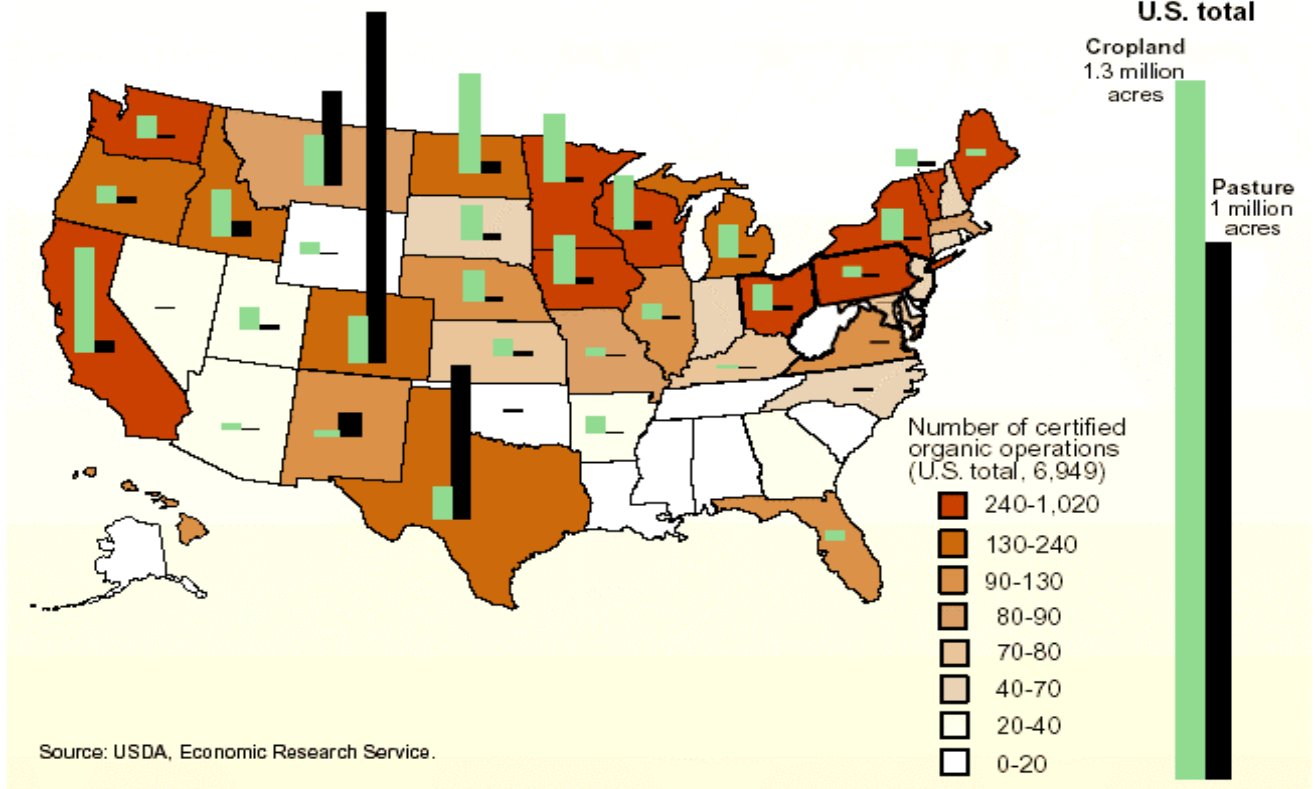 U.S. total
Cropland
1.3 million
acres
Pasture
1 million
acres
Number of certified
organic operations
(U.S. total, 6,949)
240-1,020
130-240
90-130
80-90
70-80
40-70
20-40
0-20
Source: USDA, Economic Research Service.